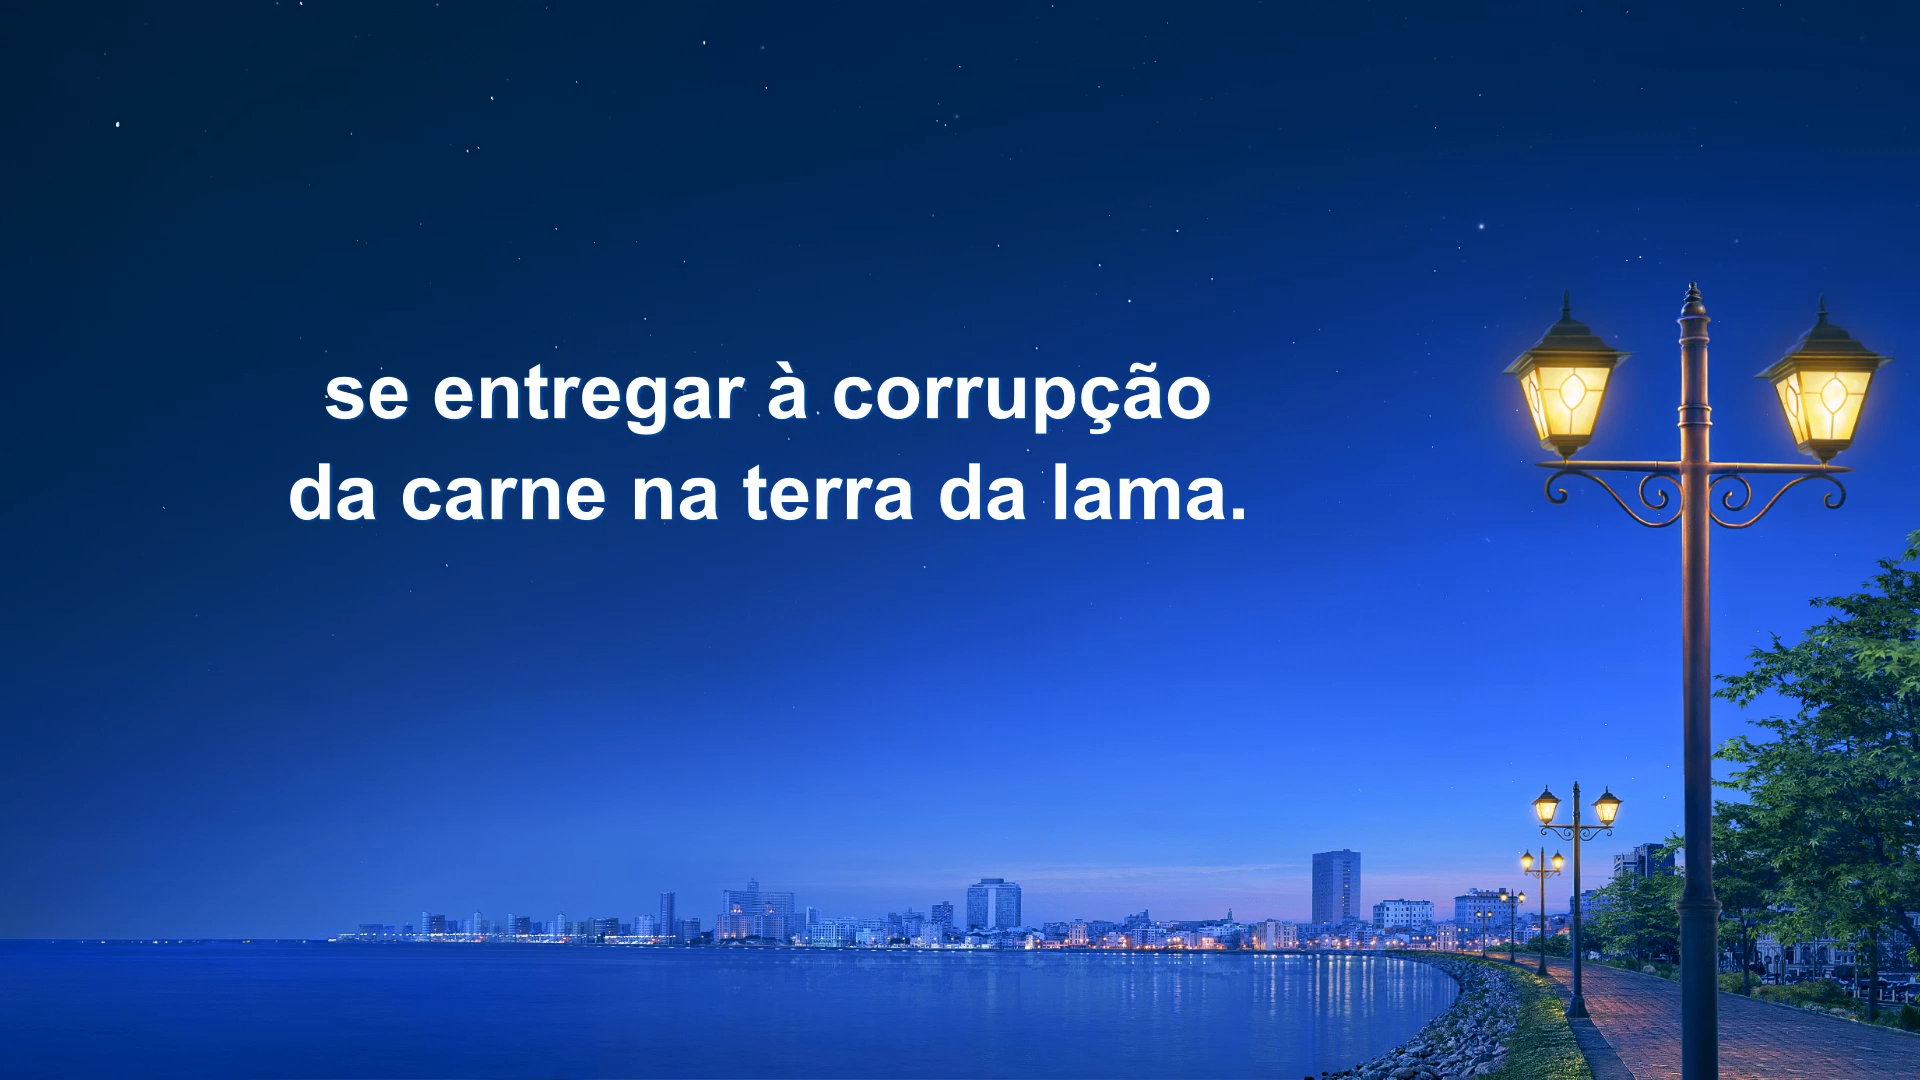 se entregar à corrupção
da carne na terra da lama.